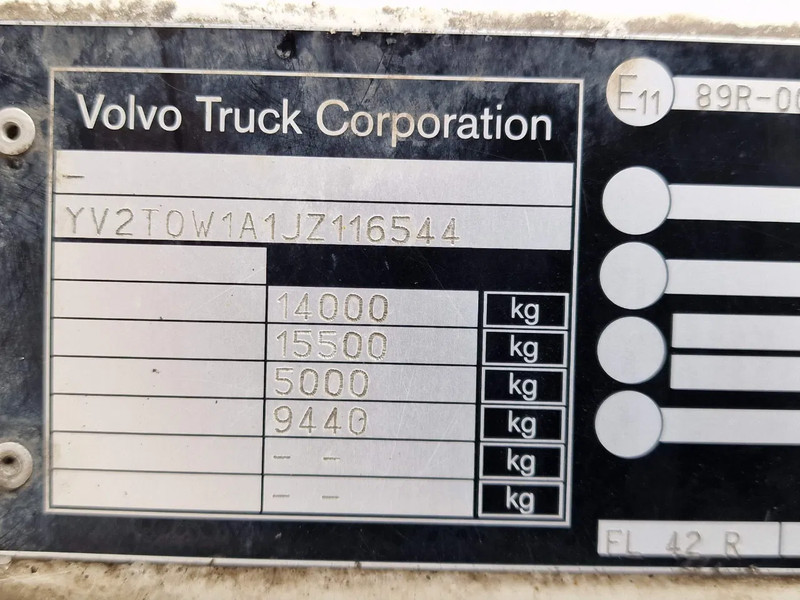 Volvo Truck Corporation
-
YV2T0W1A1JZ116544
14000 kg
15500 kg
5000 kg
9440 kg
- - kg
- - kg
E11 89R-00
FL 42 R